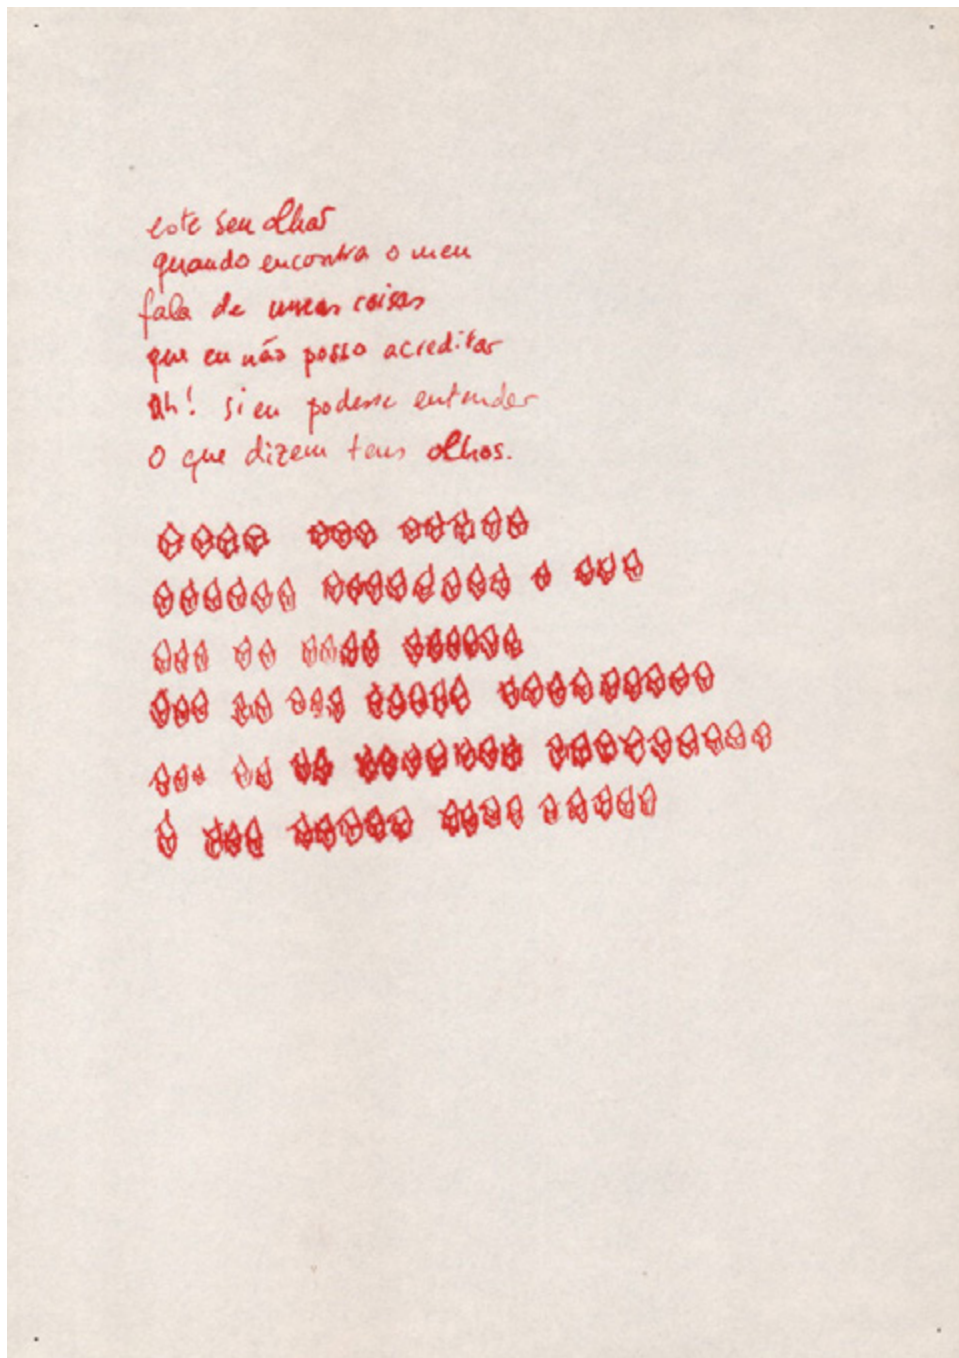 este seu olhar
quando encontra o meu
fala de umas coisas
que eu não posso acreditar
Ah! si eu podesse entender
o que dizem teus olhos.